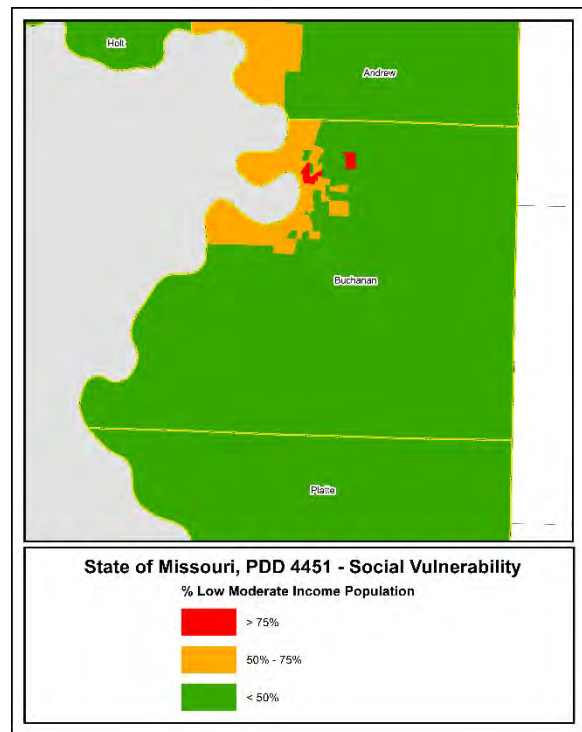 Holt
Andrew
Buchanan
Platte
State of Missouri, PDD 4451 - Social Vulnerability
% Low Moderate Income Population
> 75%
50% - 75%
< 50%